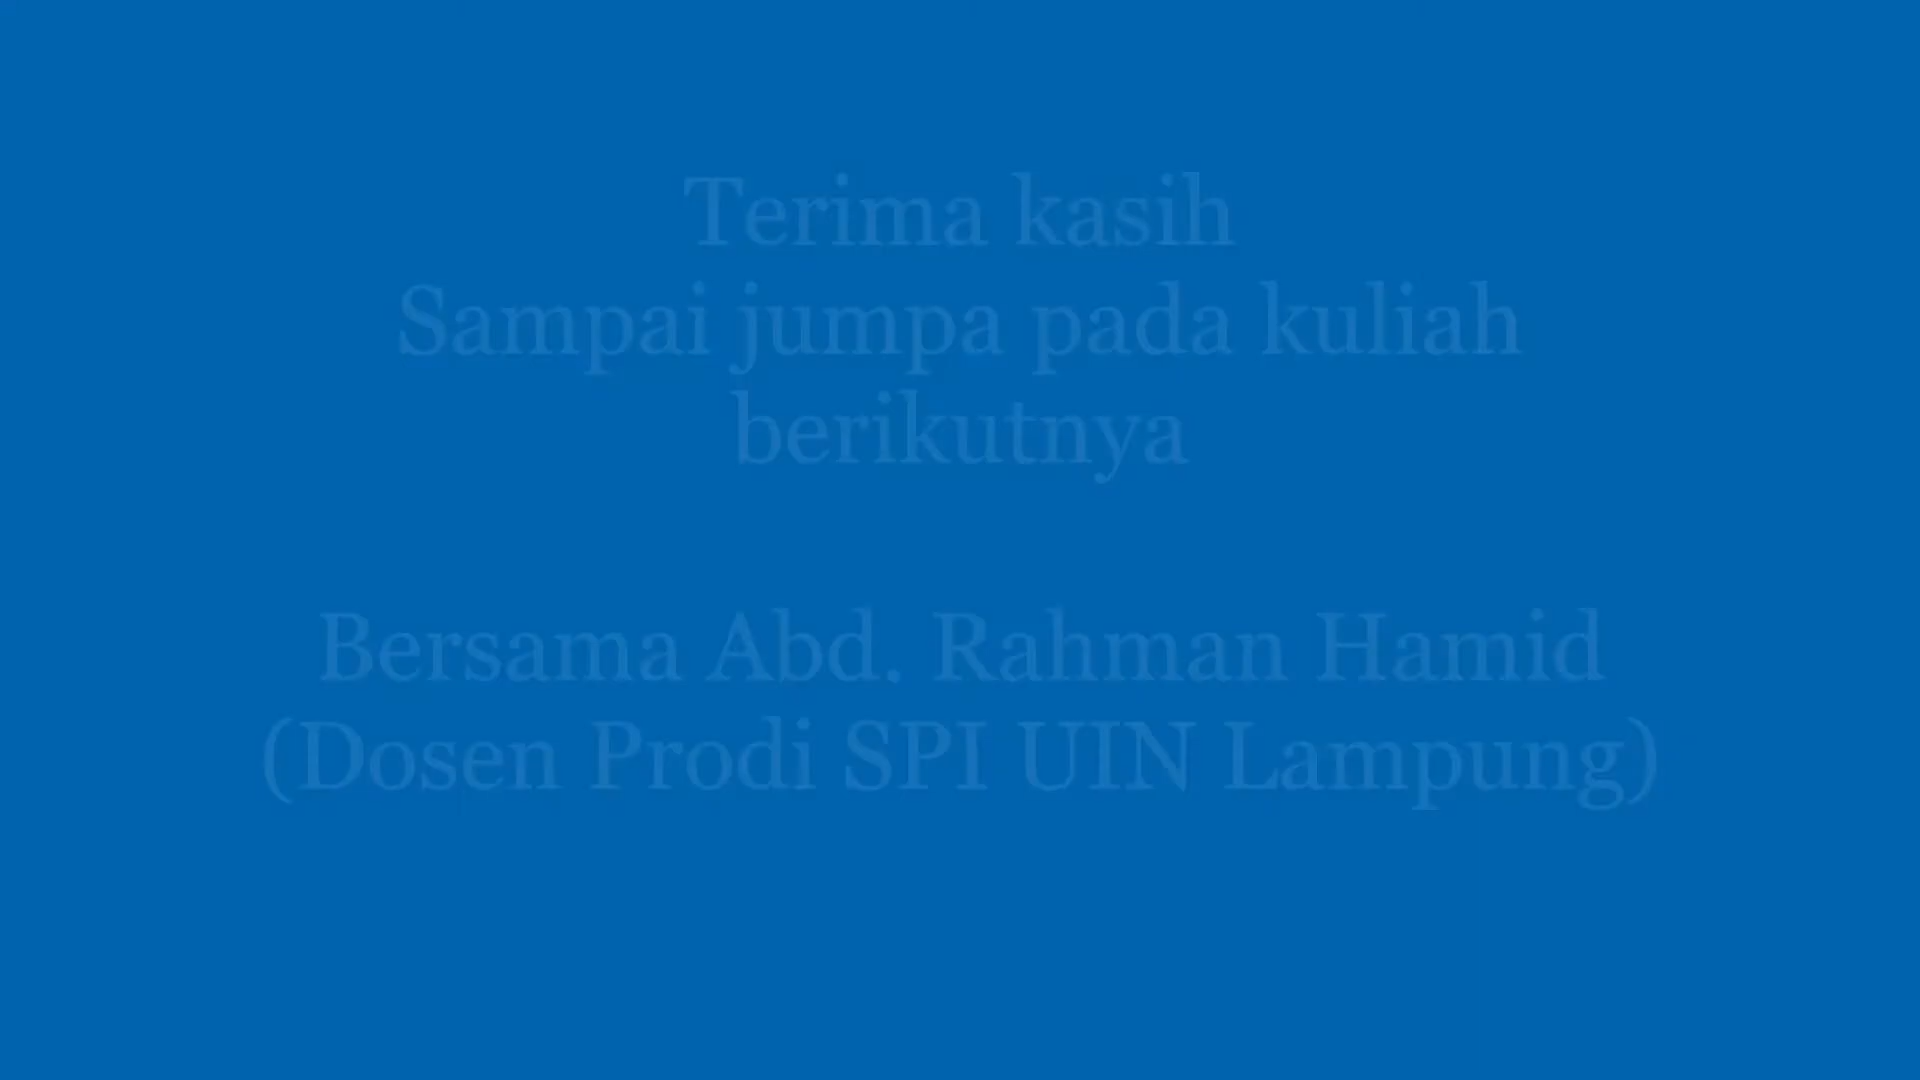 Terima kasih
Sampai jumpa pada kuliah
berikutnya
Bersama Abd. Rahman Hamid
(Dosen Prodi SPI UIN Lampung)